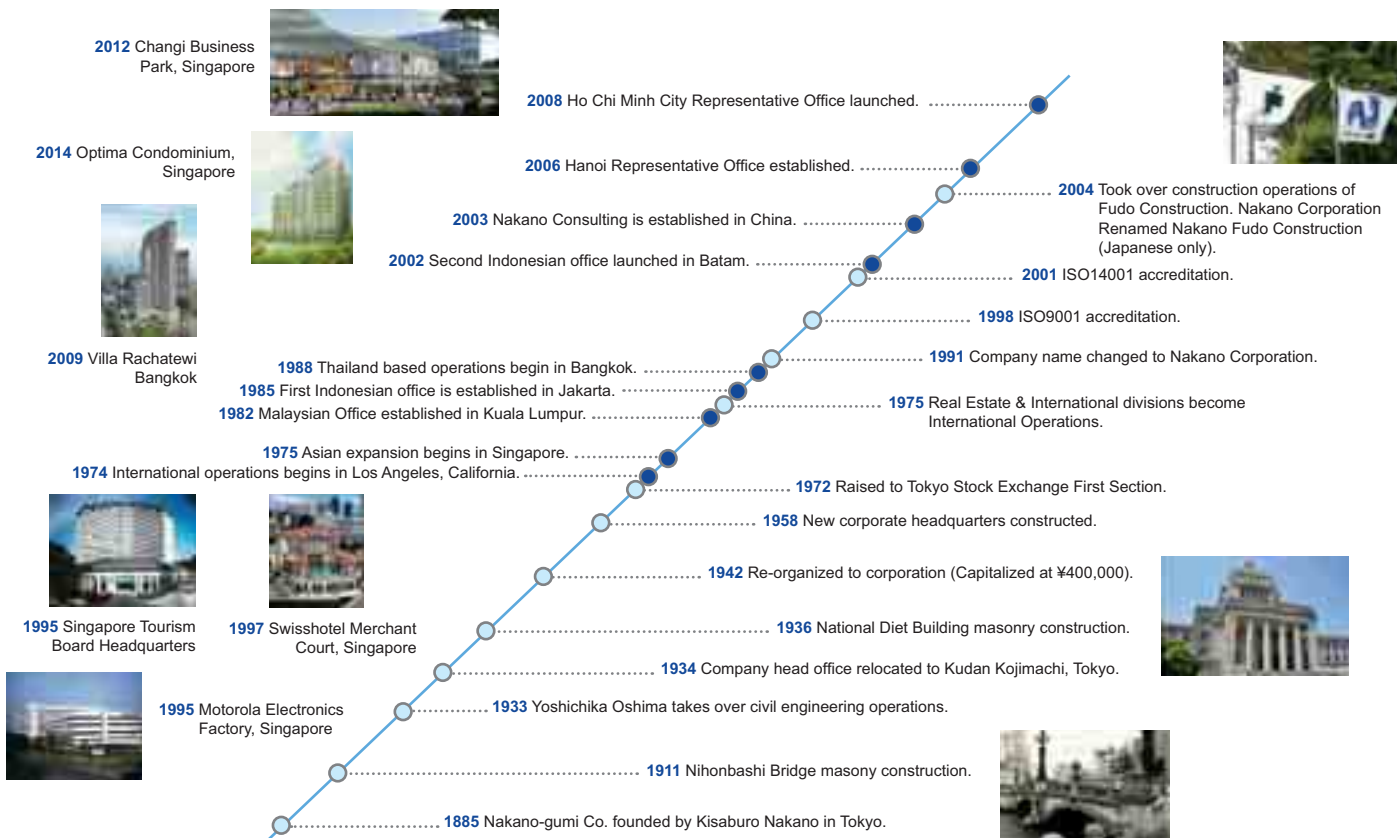 2012 Changi Business
Park, Singapore
2008 Ho Chi Minh City Representative Office launched.
2014 Optima Condominium,
Singapore
2006 Hanoi Representative Office established.
2004 Took over construction operations of
Fudo Construction. Nakano Corporation
Renamed Nakano Fudo Construction
(Japanese only).
2003 Nakano Consulting is established in China.
2002 Second Indonesian office launched in Batam.
2001 ISO14001 accreditation.
1998 ISO9001 accreditation.
2009 Villa Rachatewi
Bangkok
1991 Company name changed to Nakano Corporation.
1988 Thailand based operations begin in Bangkok.
1985 First Indonesian office is established in Jakarta.
1975 Real Estate & International divisions become
International Operations.
1982 Malaysian Office established in Kuala Lumpur.
1975 Asian expansion begins in Singapore.
1974 International operations begins in Los Angeles, California.
1972 Raised to Tokyo Stock Exchange First Section.
1958 New corporate headquarters constructed.
1942 Re-organized to corporation (Capitalized at ¥400,000).
1995 Singapore Tourism
Board Headquarters
1997 Swisshotel Merchant
Court, Singapore
1936 National Diet Building masonry construction.
1934 Company head office relocated to Kudan Kojimachi, Tokyo.
1995 Motorola Electronics
Factory, Singapore
1933 Yoshichika Oshima takes over civil engineering operations.
1911 Nihonbashi Bridge masony construction.
1885 Nakano-gumi Co. founded by Kisaburo Nakano in Tokyo.